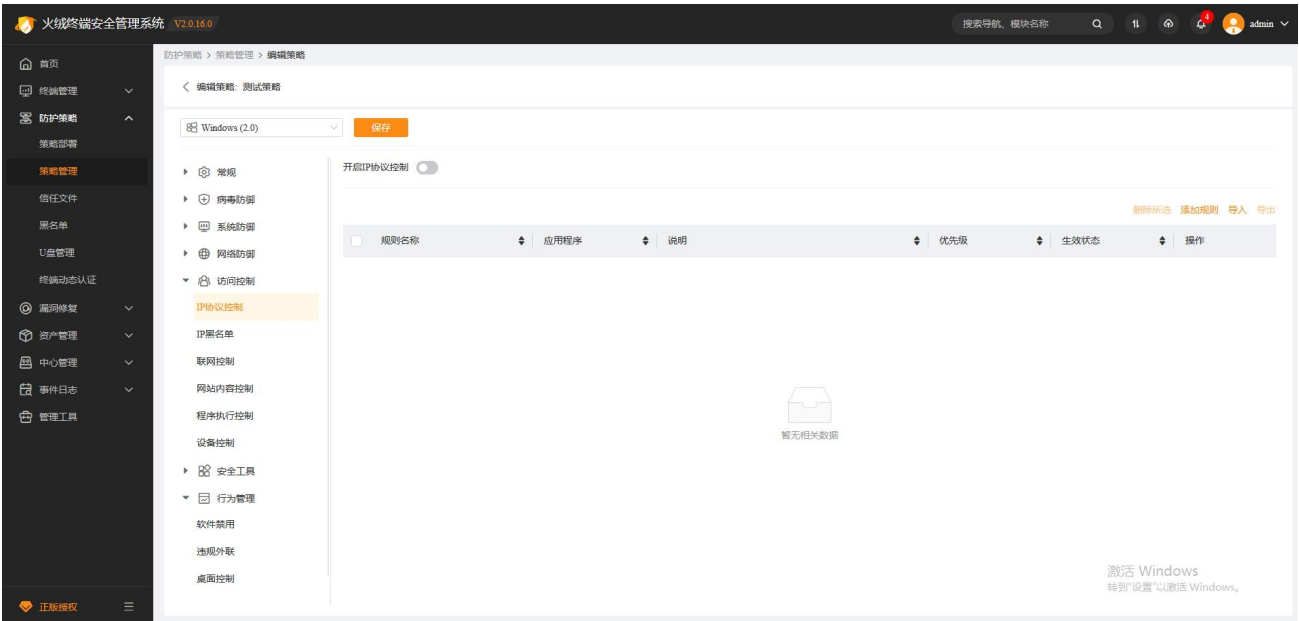 火绒终端安全管理系统 V2.0.16.0 搜索导航、模块名称 4 admin
首页
终端管理
防护策略
策略部署
策略管理
信任文件
黑名单
U盘管理
终端动态认证
漏洞修复
资产管理
中心管理
事件日志
管理工具
正版授权
防护策略 > 策略管理 > 编辑策略
编辑策略: 测试策略
Windows (2.0) 保存
常规
病毒防御
系统防御
网络防御
访问控制
IP协议控制
IP黑名单
联网控制
网站内容控制
程序执行控制
设备控制
安全工具
行为管理
软件禁用
违规外联
桌面控制
开启IP协议控制
删除所选 添加规则 导入 导出
规则名称 应用程序 说明 优先级 生效状态 操作
暂无相关数据
激活 Windows
转到"设置"以激活 Windows。